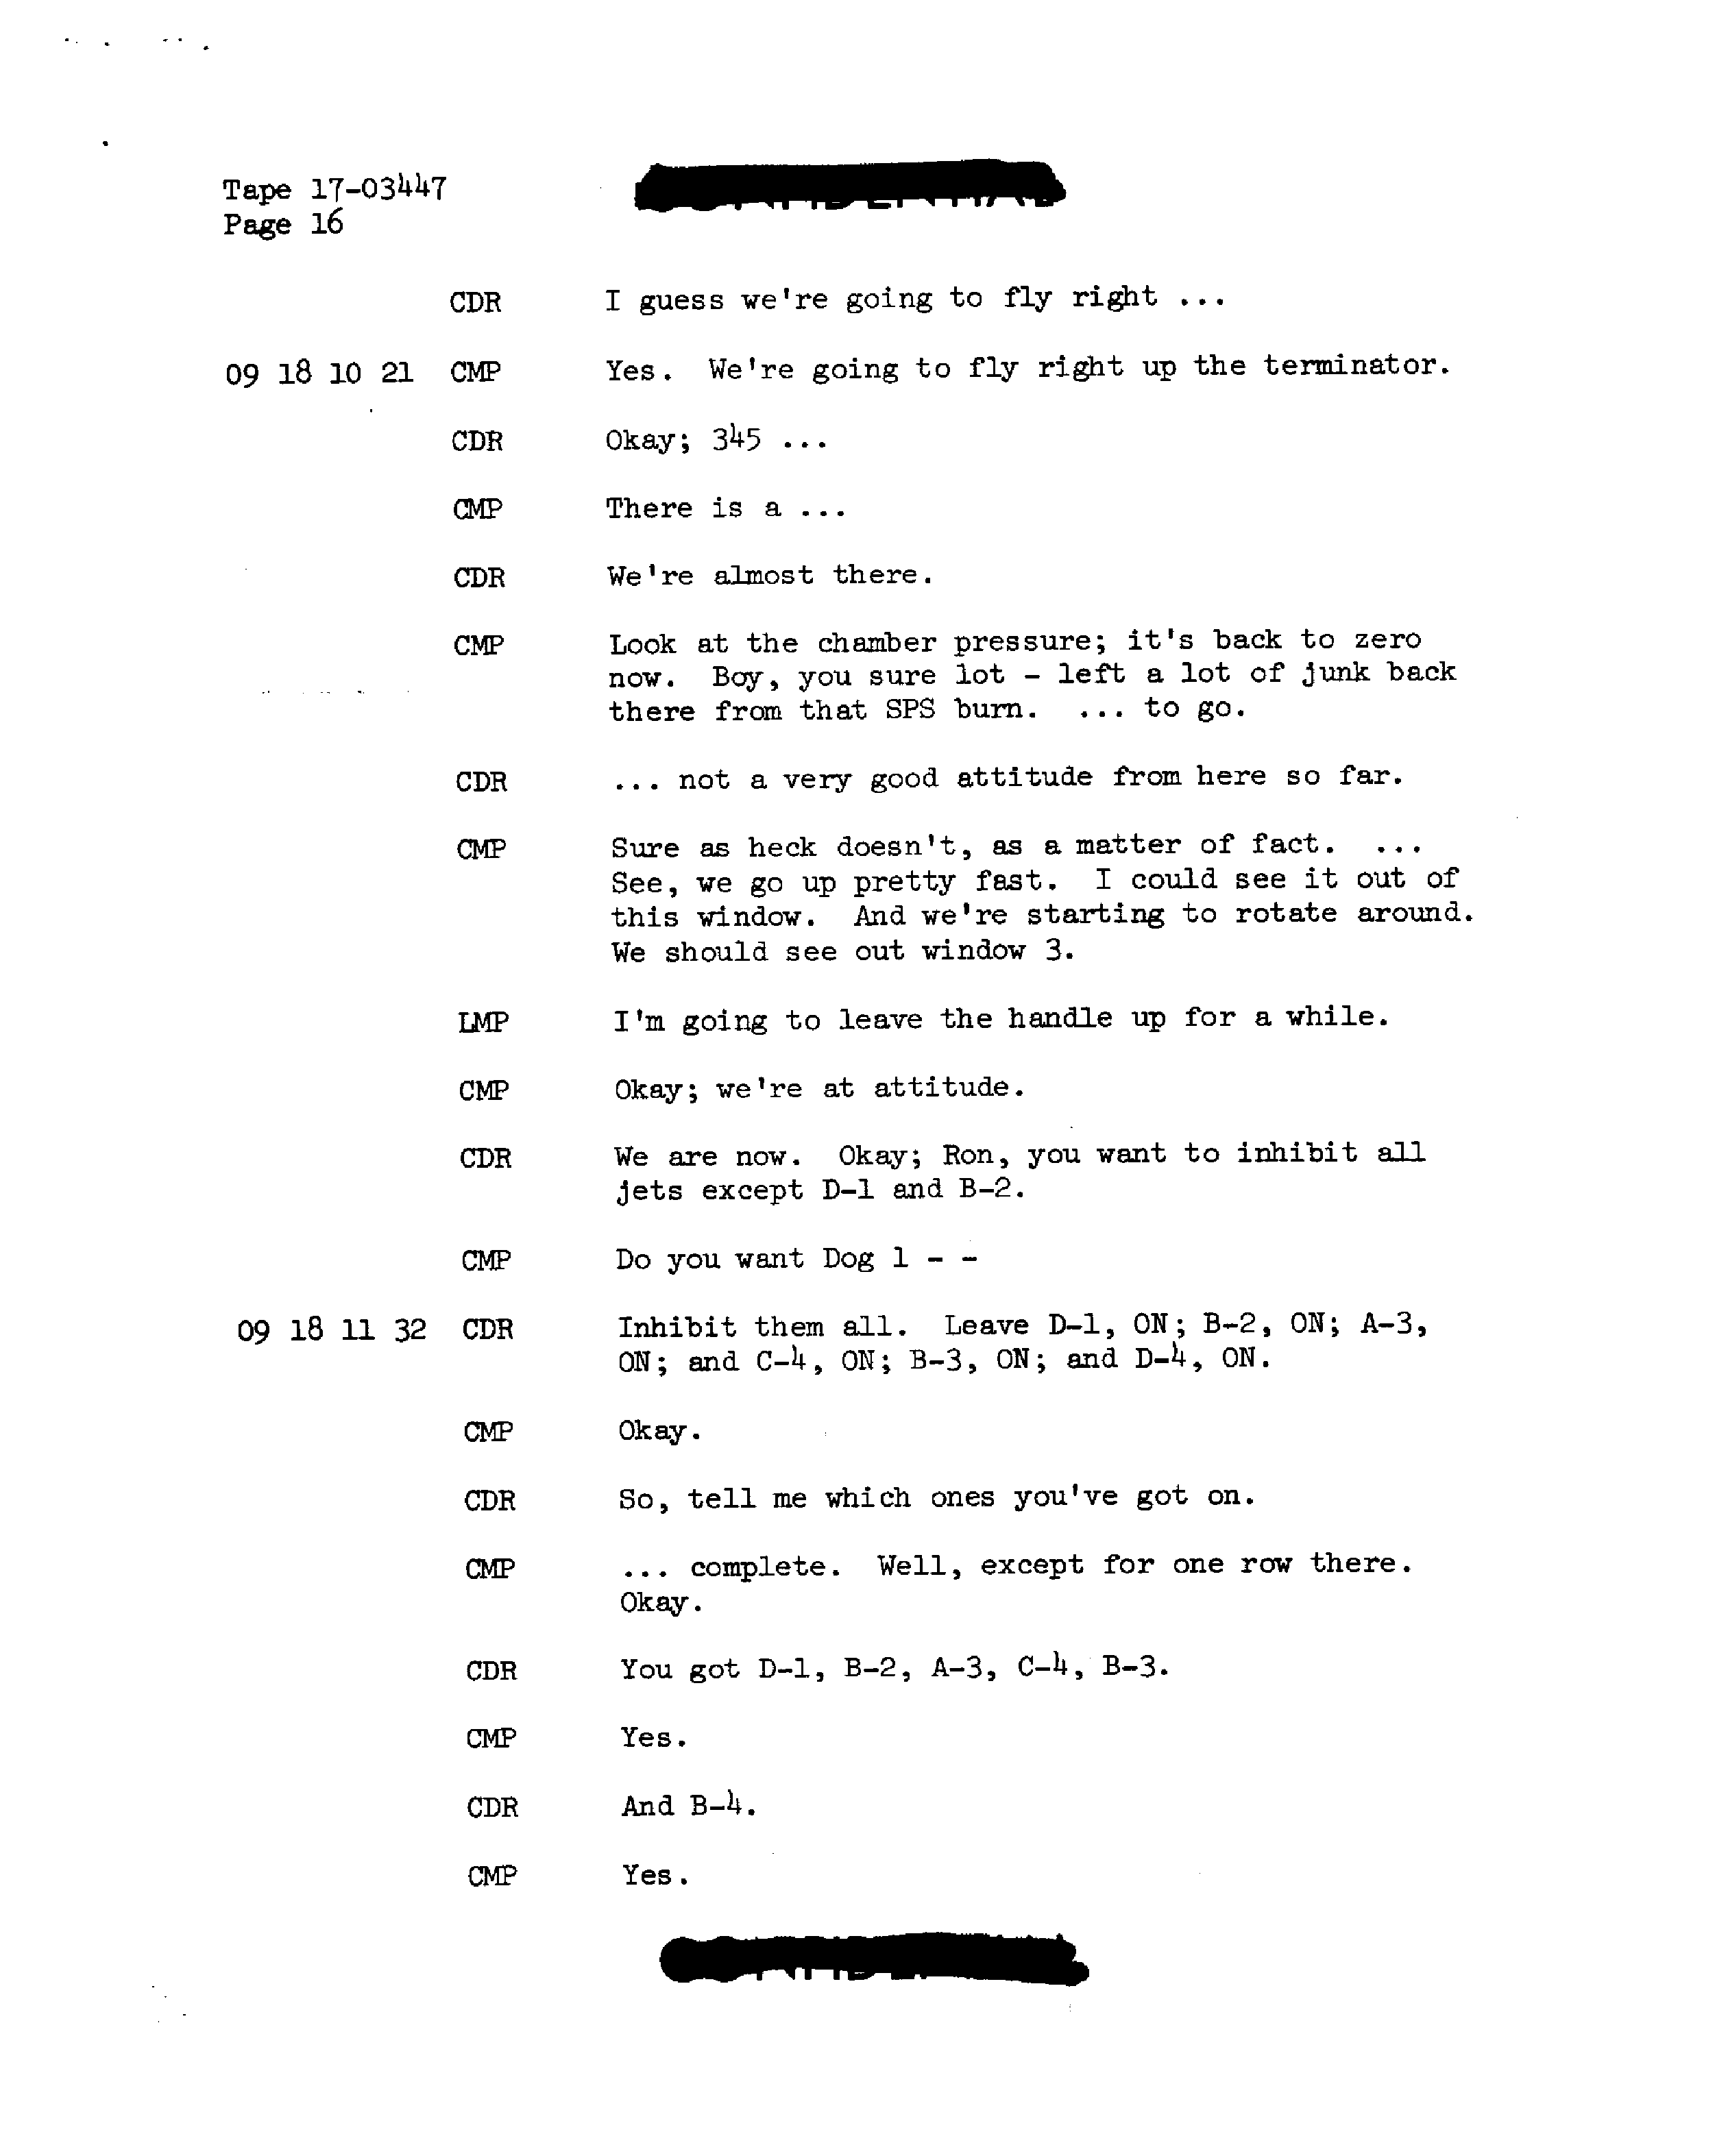 Tape 17-03447
Page 16
CDR I guess we're going to fly right ...
09 18 10 21 CMP Yes. We're going to fly right up the terminator.
CDR Okay; 345 ...
CMP There is a ...
CDR We're almost there.
CMP Look at the chamber pressure; it's back to zero
now. Boy, you sure lot - left a lot of junk back
there from that SPS burn. ... to go.
CDR ... not a very good attitude from here so far.
CMP Sure as heck doesn't, as a matter of fact. ...
See, we go up pretty fast. I could see it out of
this window. And we're starting to rotate around.
We should see out window 3.
LMP I'm going to leave the handle up for a while.
CMP Okay; we're at attitude.
CDR We are now. Okay; Ron, you want to inhibit all
jets except D-1 and B-2.
CMP Do you want Dog 1 - -
09 18 11 32 CDR Inhibit them all. Leave D-1, ON; B-2, ON; A-3,
ON; and C-4, ON; B-3, ON; and D-4, ON.
CMP Okay.
CDR So, tell me which ones you've got on.
CMP ... complete. Well, except for one row there.
Okay.
CDR You got D-1, B-2, A-3, C-4, B-3.
CMP Yes.
CDR And B-4.
CMP Yes.